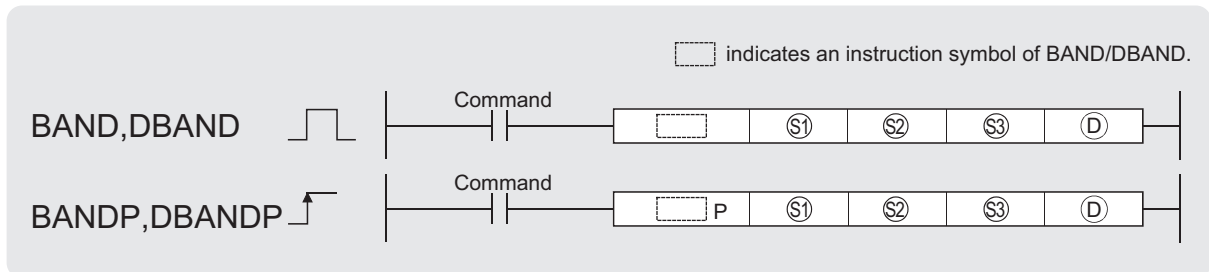 indicates an instruction symbol of BAND/DBAND.
Command
BAND,DBAND
S1 S2 S3 D
Command
BANDP,DBANDP
P S1 S2 S3 D